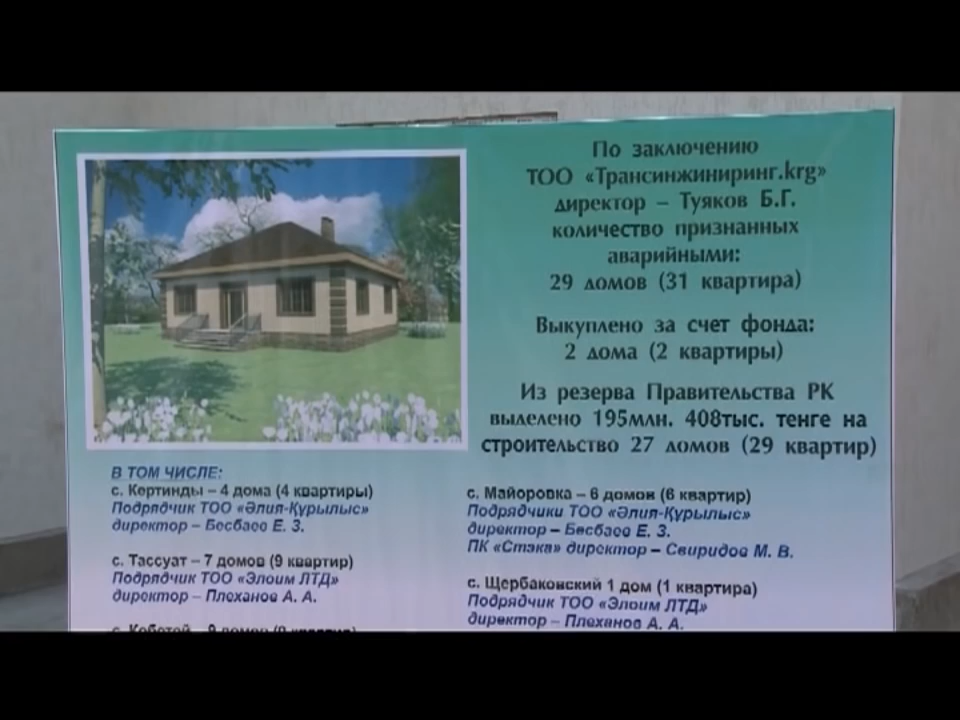 По заключению
ТОО «Трансинжиниринг.krg»
директор – Туяков Б.Г.
количество признанных
аварийными:
29 домов (31 квартира)
Выкуплено за счет фонда:
2 дома (2 квартиры)
Из резерва Правительства РК
выделено 195млн. 408тыс. тенге на
строительство 27 домов (29 квартир)
В ТОМ ЧИСЛЕ:
с. Кертинды – 4 дома (4 квартиры)
Подрядчик ТОО «Әлия-Құрылыс»
директор – Бесбаев Е. З.
с. Тассуат – 7 домов (9 квартир)
Подрядчик ТОО «Элоим ЛТД»
директор – Плеханов А. А.
с. Майоровка – 6 домов (6 квартир)
Подрядчики ТОО «Әлия-Құрылыс»
директор – Бесбаев Е. З.
ПК «Стэка» директор – Свиридов М. В.
с. Щербаковский 1 дом (1 квартира)
Подрядчик ТОО «Элоим ЛТД»
директор – Плеханов А. А.